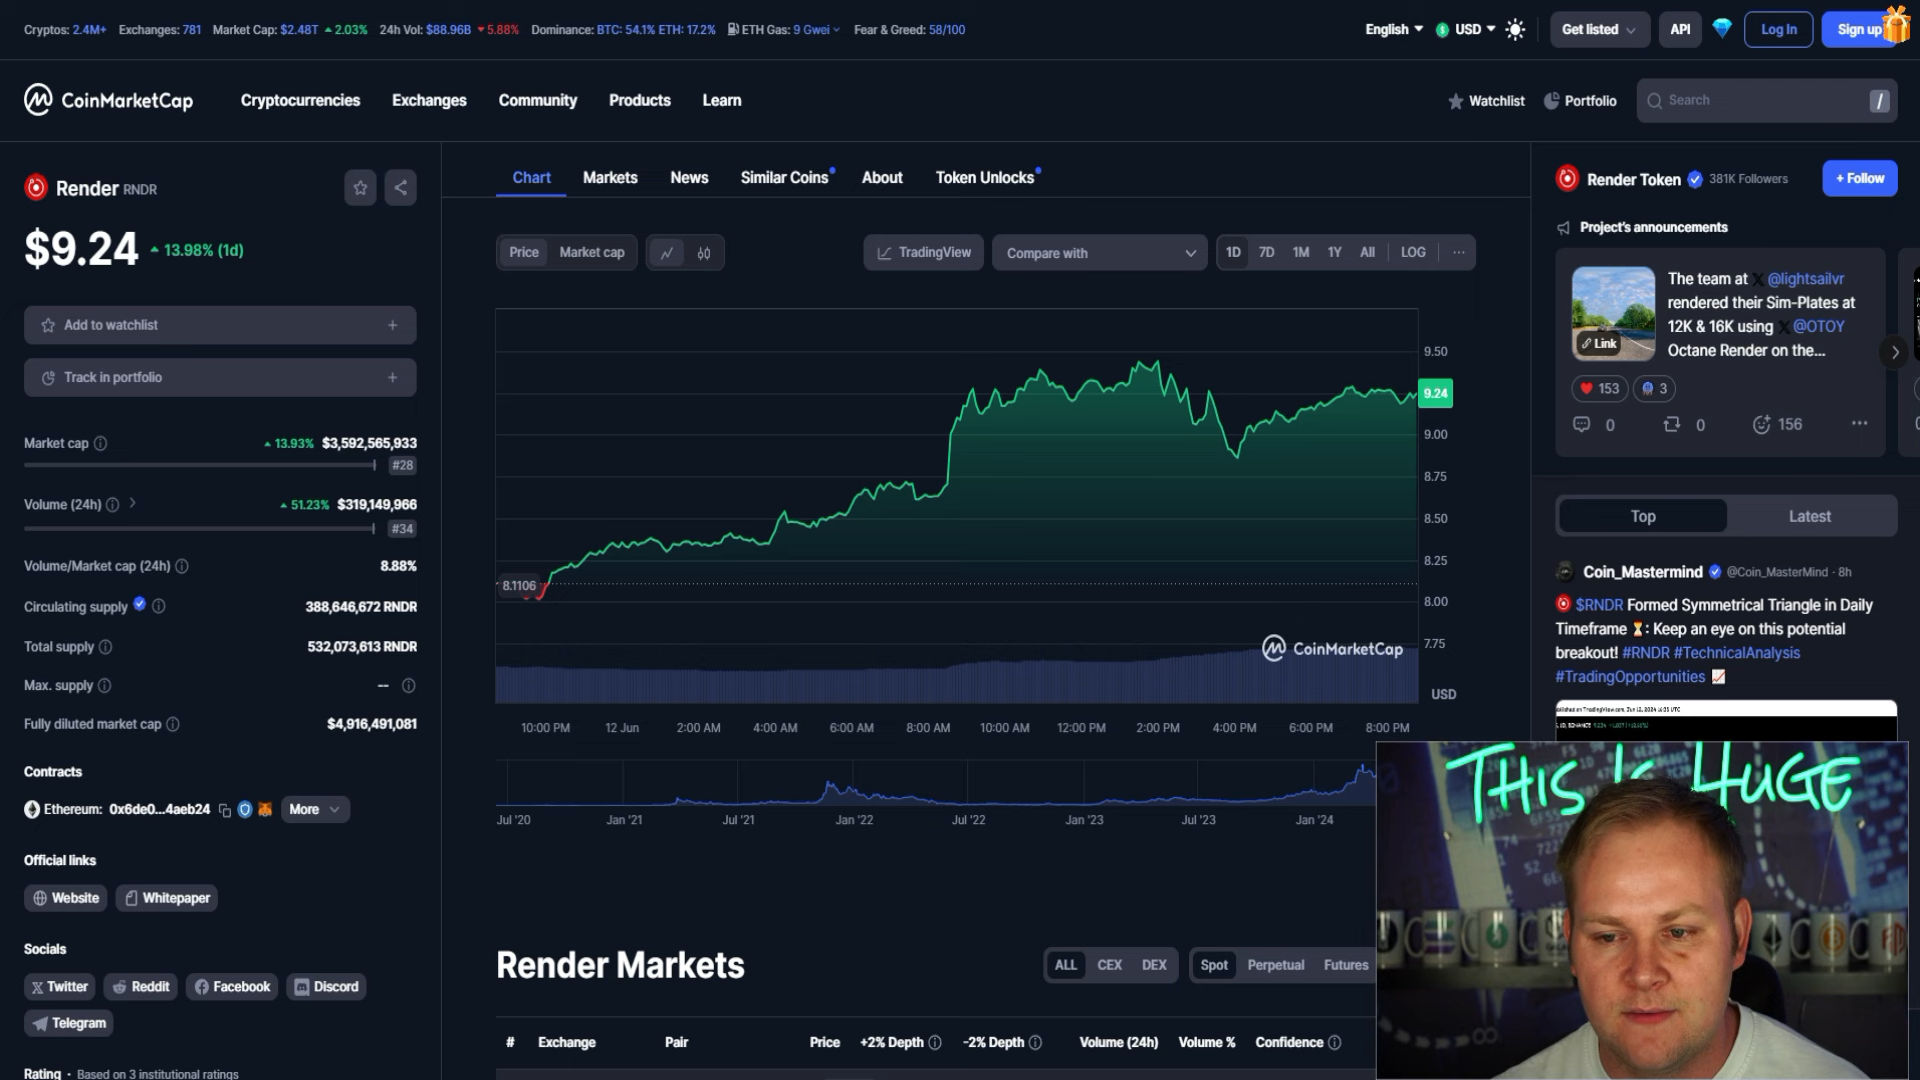 Cryptos: 2.4M+ Exchanges: 781 Market Cap: $2.48T 2.03% 24h Vol: $88.96B 5.88% Dominance: BTC: 54.1% ETH: 17.2% ETH Gas: 9 Gwei Fear & Greed: 58/100
English USD Get listed API Log In Sign up
CoinMarketCap Cryptocurrencies Exchanges Community Products Learn
Watchlist Portfolio Search /
Render RNDR
$9.24 13.98% (1d)
Add to watchlist +
Track in portfolio +
Market cap 13.93% $3,592,565,933
#28
Volume (24h) 51.23% $319,149,966
#34
Volume/Market cap (24h) 8.88%
Circulating supply 388,646,672 RNDR
Total supply 532,073,613 RNDR
Max. supply --
Fully diluted market cap $4,916,491,081
Contracts
Ethereum: 0x6de0...4aeb24 More
Official links
Website Whitepaper
Socials
Twitter Reddit Facebook Discord
Telegram
Rating • Based on 3 institutional ratings
Chart Markets News Similar Coins About Token Unlocks
Price Market cap TradingView Compare with 1D 7D 1M 1Y All LOG ...
9.50
9.24
9.00
8.75
8.50
8.25
8.1106
8.00
7.75
CoinMarketCap
USD
10:00 PM 12 Jun 2:00 AM 4:00 AM 6:00 AM 8:00 AM 10:00 AM 12:00 PM 2:00 PM 4:00 PM 6:00 PM 8:00 PM
Jul '20 Jan '21 Jul '21 Jan '22 Jul '22 Jan '23 Jul '23 Jan '24
Render Markets
ALL CEX DEX Spot Perpetual Futures
# Exchange Pair Price +2% Depth -2% Depth Volume (24h) Volume % Confidence
Render Token 381K Followers + Follow
Project's announcements
The team at @lightsailvr
rendered their Sim-Plates at
12K & 16K using @OTOY
Octane Render on the...
Link
153 3
0 0 156 ...
Top Latest
Coin_Mastermind @Coin_MasterMind · 8h
$RNDR Formed Symmetrical Triangle in Daily
Timeframe : Keep an eye on this potential
breakout! #RNDR #TechnicalAnalysis
#TradingOpportunities
THIS IS HUGE